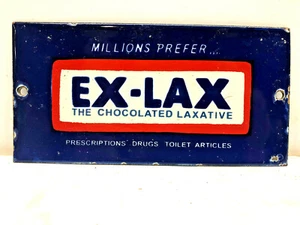 MILLIONS PREFER....
EX-LAX
THE CHOCOLATED LAXATIVE
PRESCRIPTIONS DRUGS TOILET ARTICLES